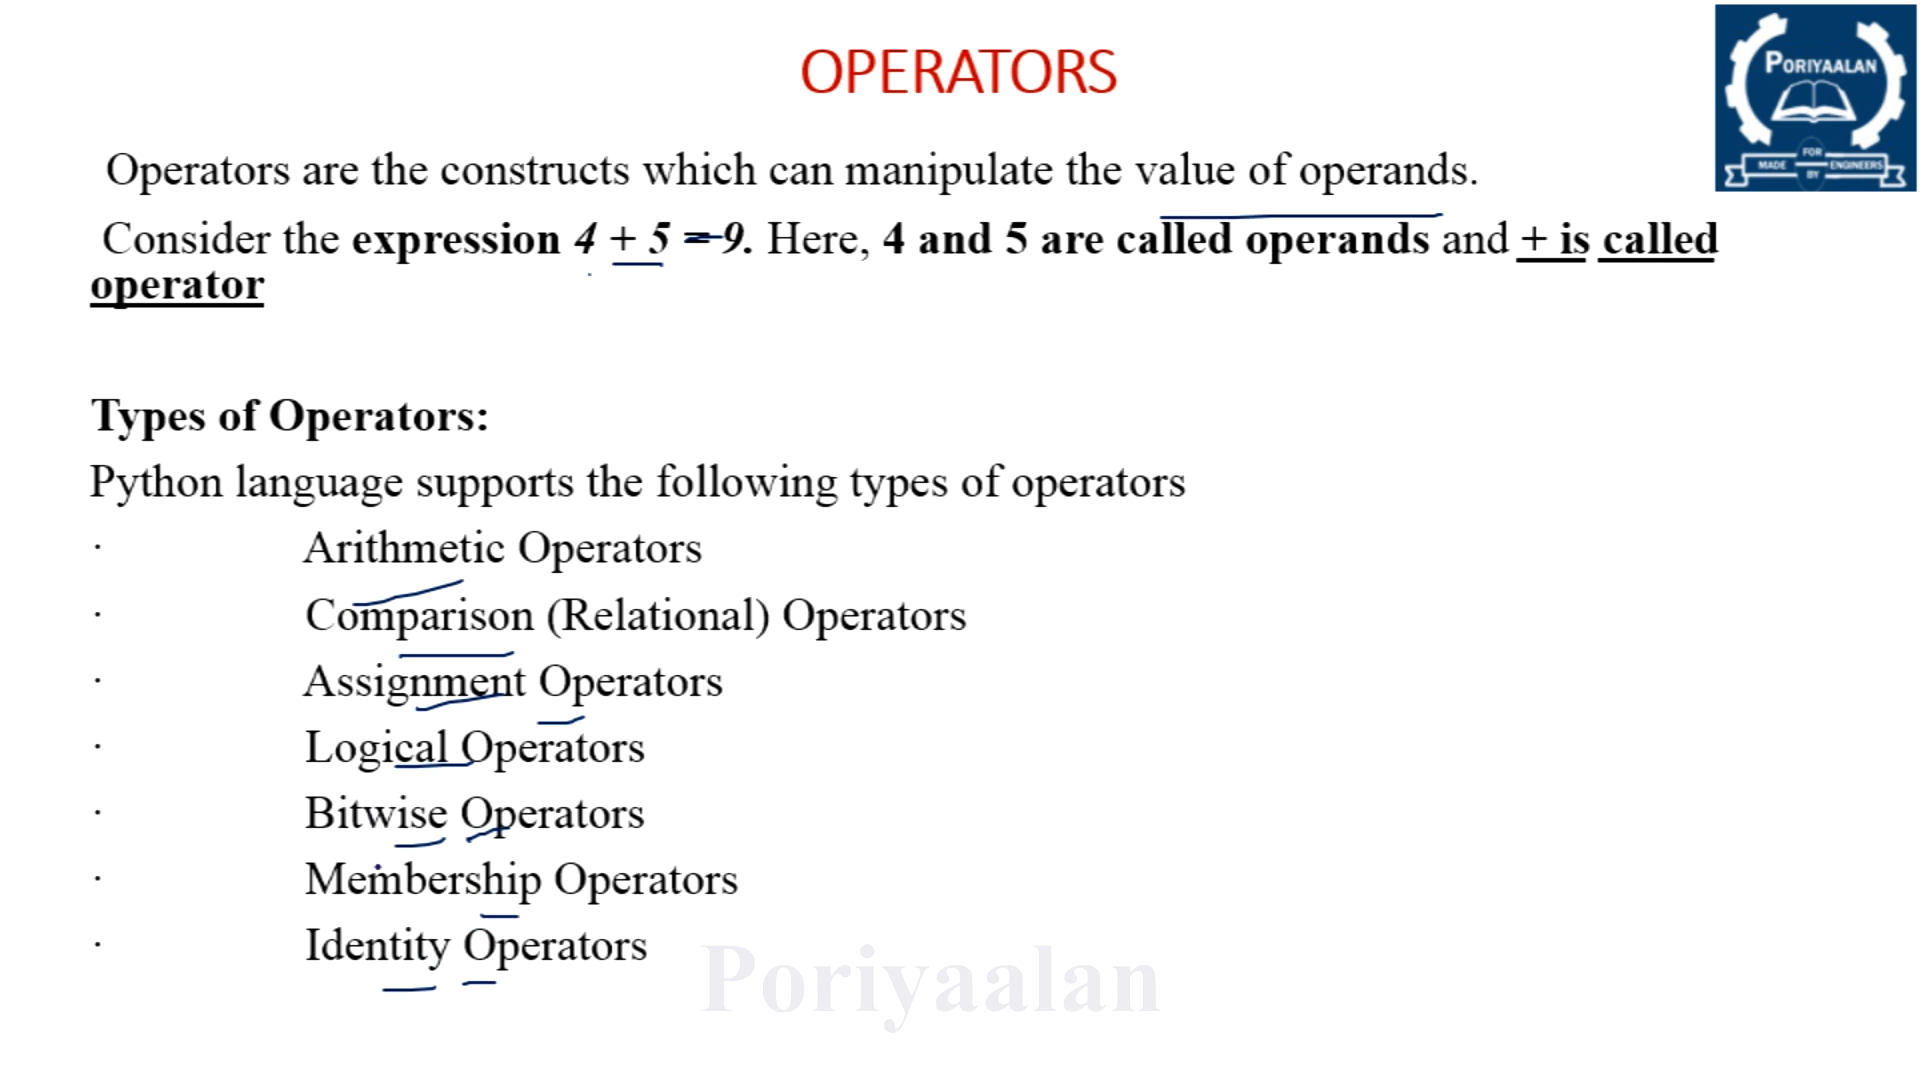 OPERATORS
PORIYAALAN
FOR
MADE ENGINEERS
BY
Operators are the constructs which can manipulate the value of operands.
Consider the expression 4 + 5 = 9. Here, 4 and 5 are called operands and + is called
operator
Types of Operators:
Python language supports the following types of operators
· Arithmetic Operators
· Comparison (Relational) Operators
· Assignment Operators
· Logical Operators
· Bitwise Operators
· Membership Operators
· Identity Operators
Poriyaalan